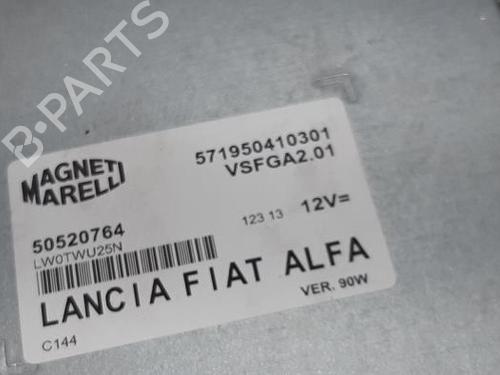 B-PARTS
MAGNETI
MARELLI
571950410301
VSFGA2.01
50520764
LW0TWU25N
123 13
12V=
LANCIA FIAT ALFA
VER. 90W
C144